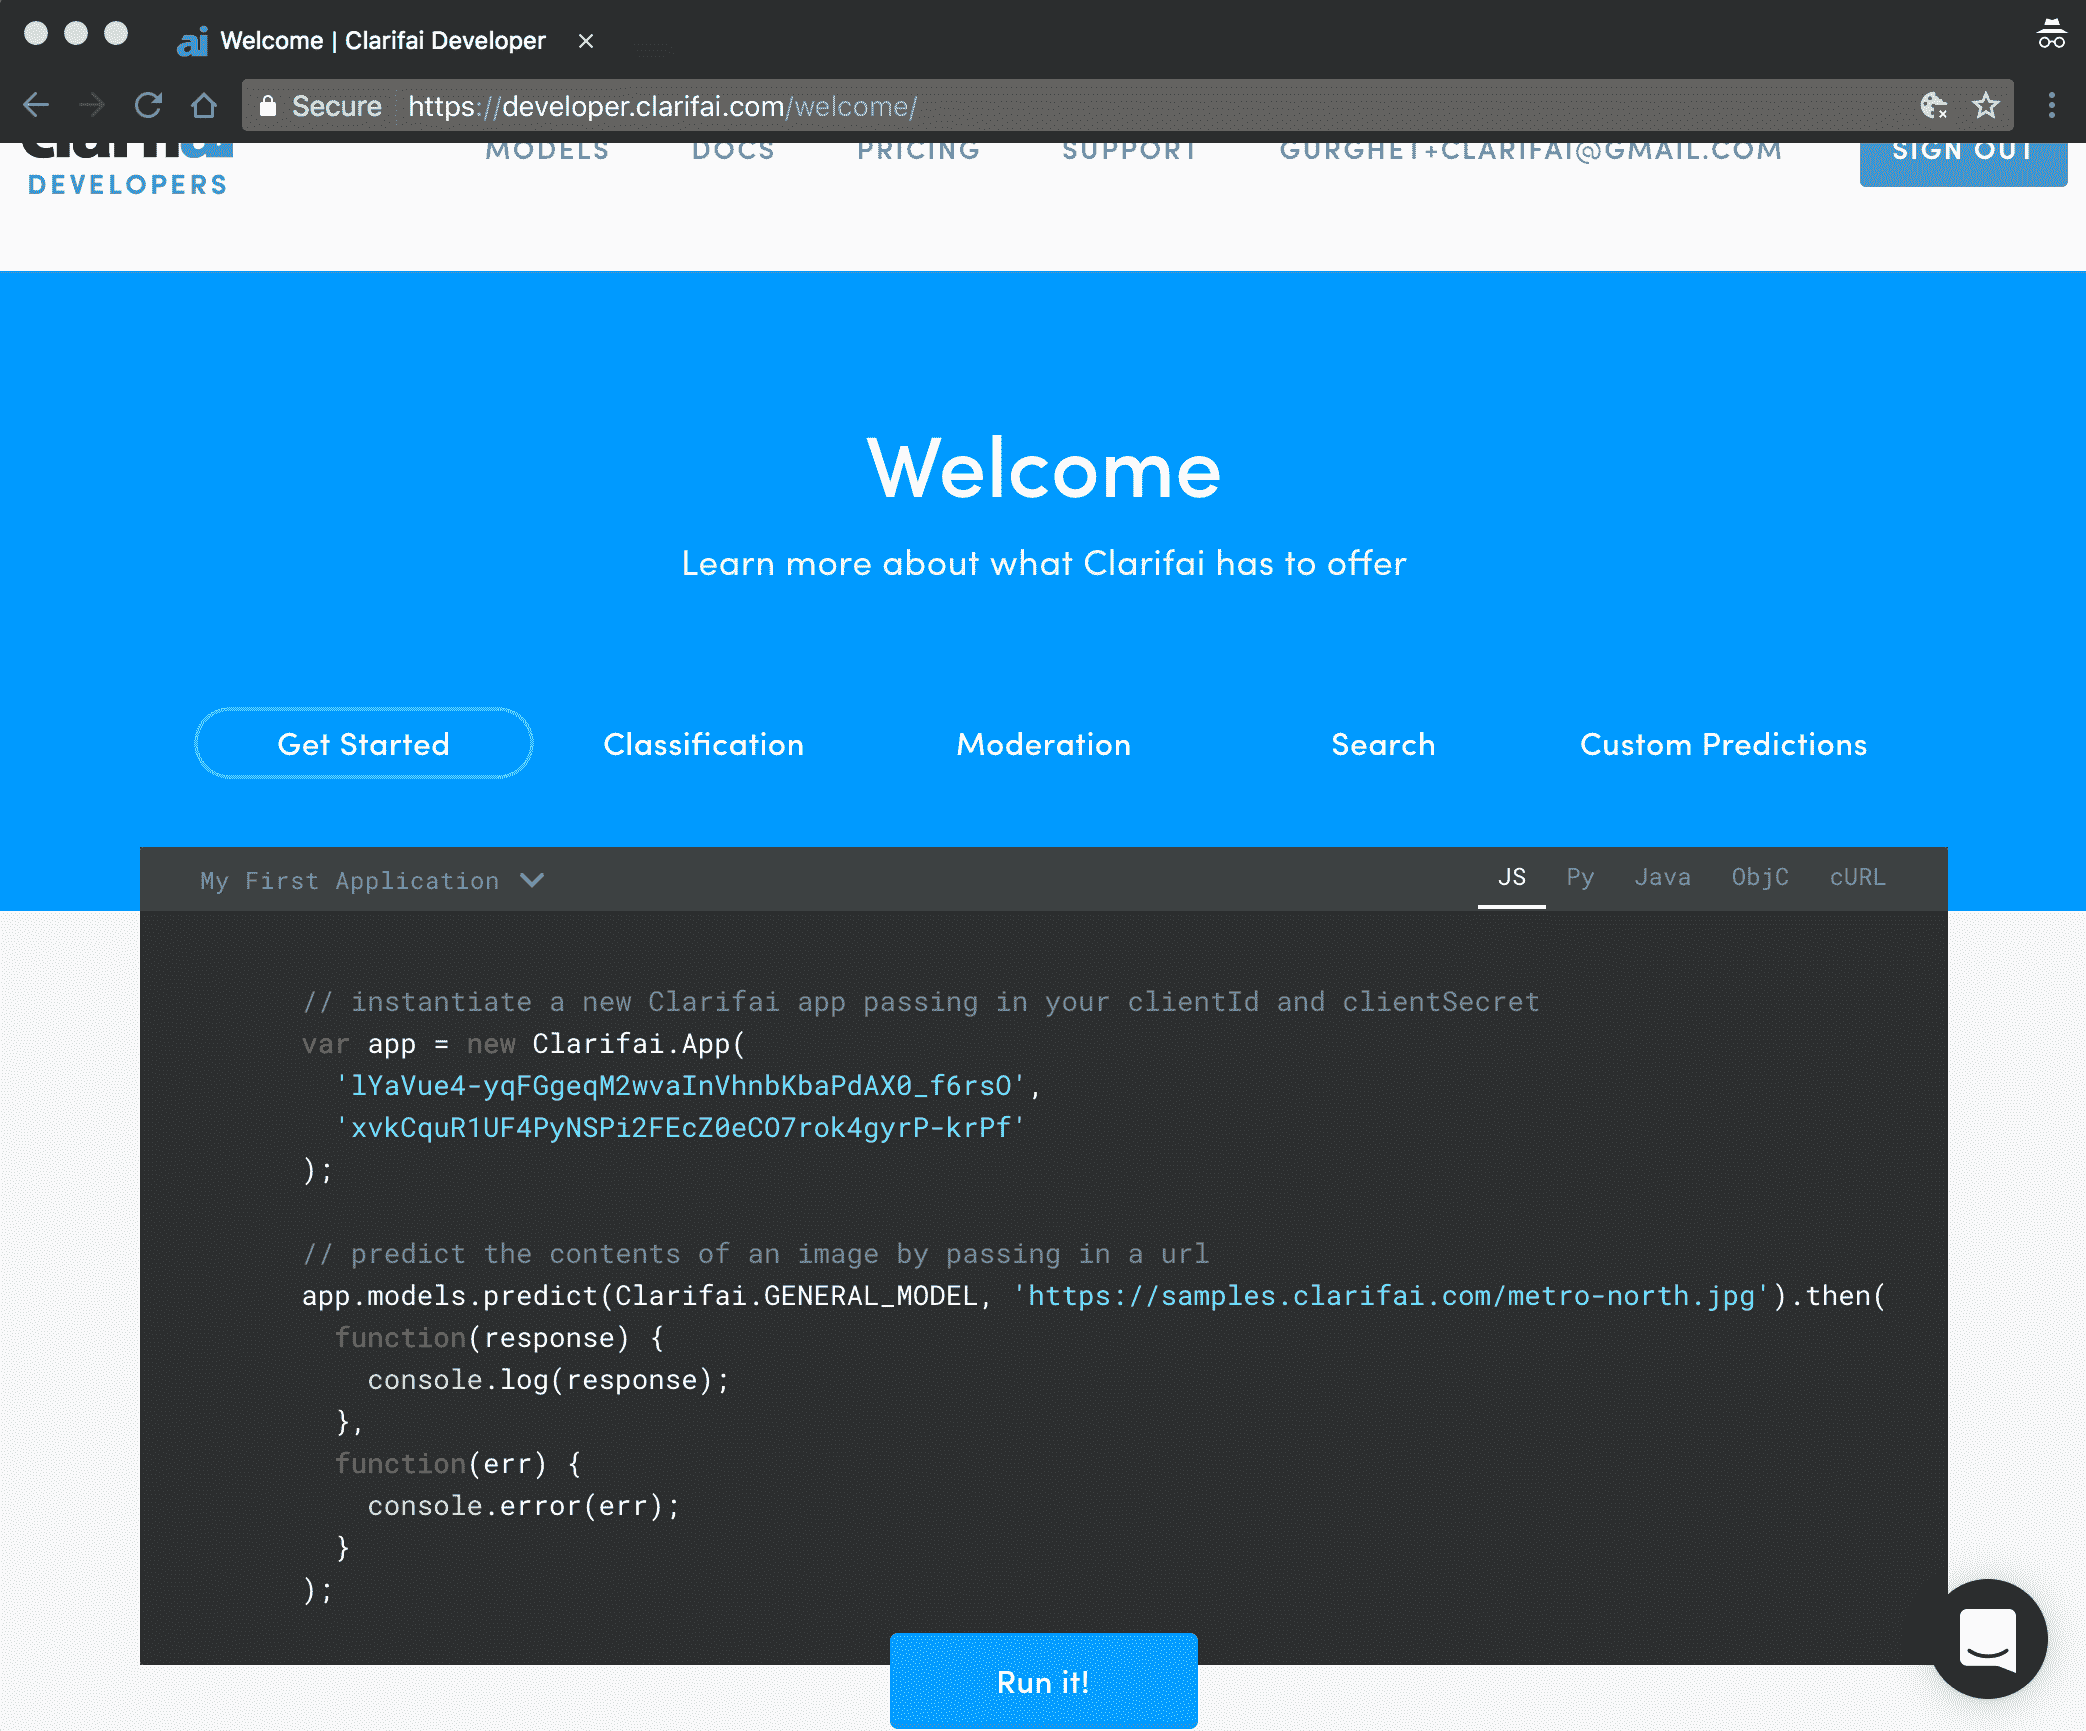 ai Welcome | Clarifai Developer ×
Secure https://developer.clarifai.com/welcome/
clarifai
DEVELOPERS
MODELS DOCS PRICING SUPPORT GURGHET+CLARIFAI@GMAIL.COM SIGN OUT
Welcome
Learn more about what Clarifai has to offer
Get Started Classification Moderation Search Custom Predictions
My First Application JS Py Java ObjC cURL
// instantiate a new Clarifai app passing in your clientId and clientSecret
var app = new Clarifai.App(
'lYaVue4-yqFGgeqM2wvaInVhnbKbaPdAX0_f6rsO',
'xvkCquR1UF4PyNSPi2FEcZ0eCO7rok4gyrP-krPf'
);
// predict the contents of an image by passing in a url
app.models.predict(Clarifai.GENERAL_MODEL, 'https://samples.clarifai.com/metro-north.jpg').then(
function(response) {
console.log(response);
},
function(err) {
console.error(err);
}
);
Run it!